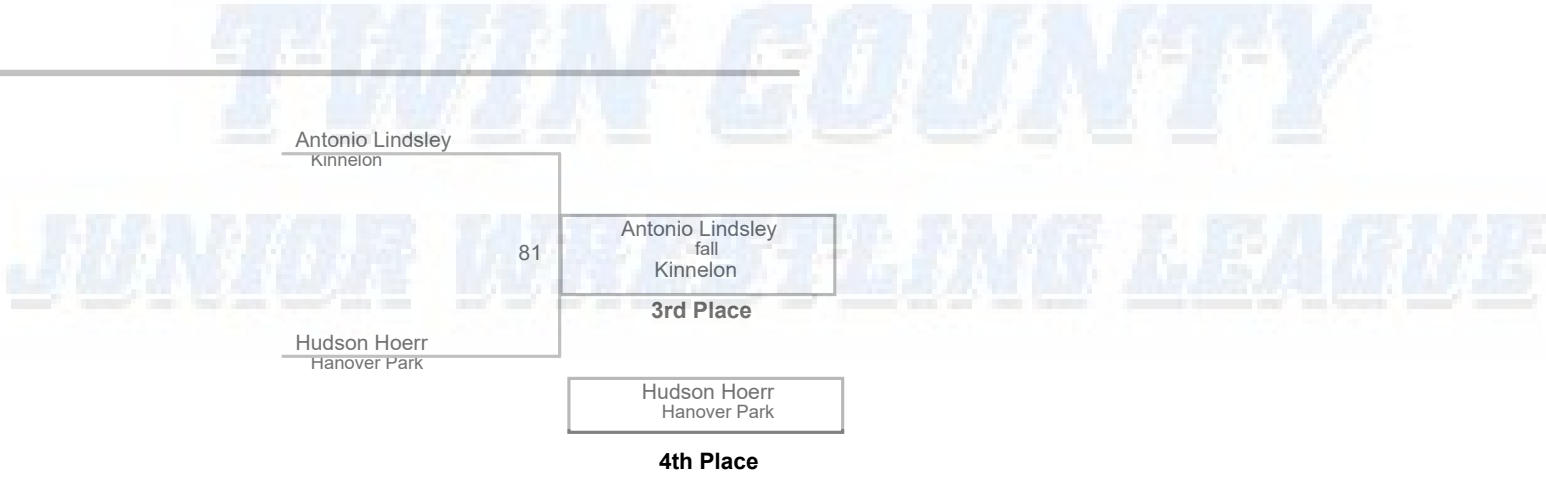 TWIN COUNTY
Antonio Lindsley
Kinnelon
JUNIOR WRESTLING LEAGUE
81
Antonio Lindsley
fall
Kinnelon
3rd Place
Hudson Hoerr
Hanover Park
Hudson Hoerr
Hanover Park
4th Place